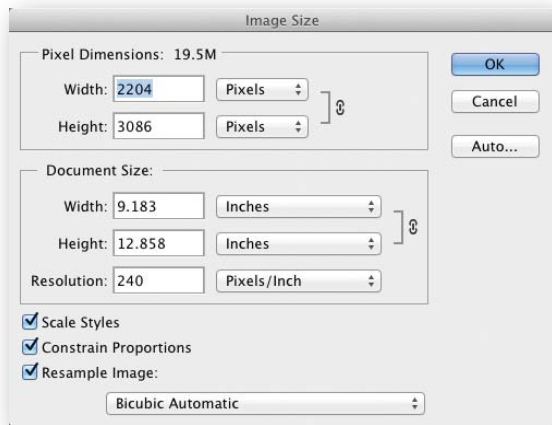 Image Size
Pixel Dimensions: 19.5M
Width: 2204 Pixels
Height: 3086 Pixels
OK
Cancel
Auto...
Document Size:
Width: 9.183 Inches
Height: 12.858 Inches
Resolution: 240 Pixels/Inch
Scale Styles
Constrain Proportions
Resample Image:
Bicubic Automatic